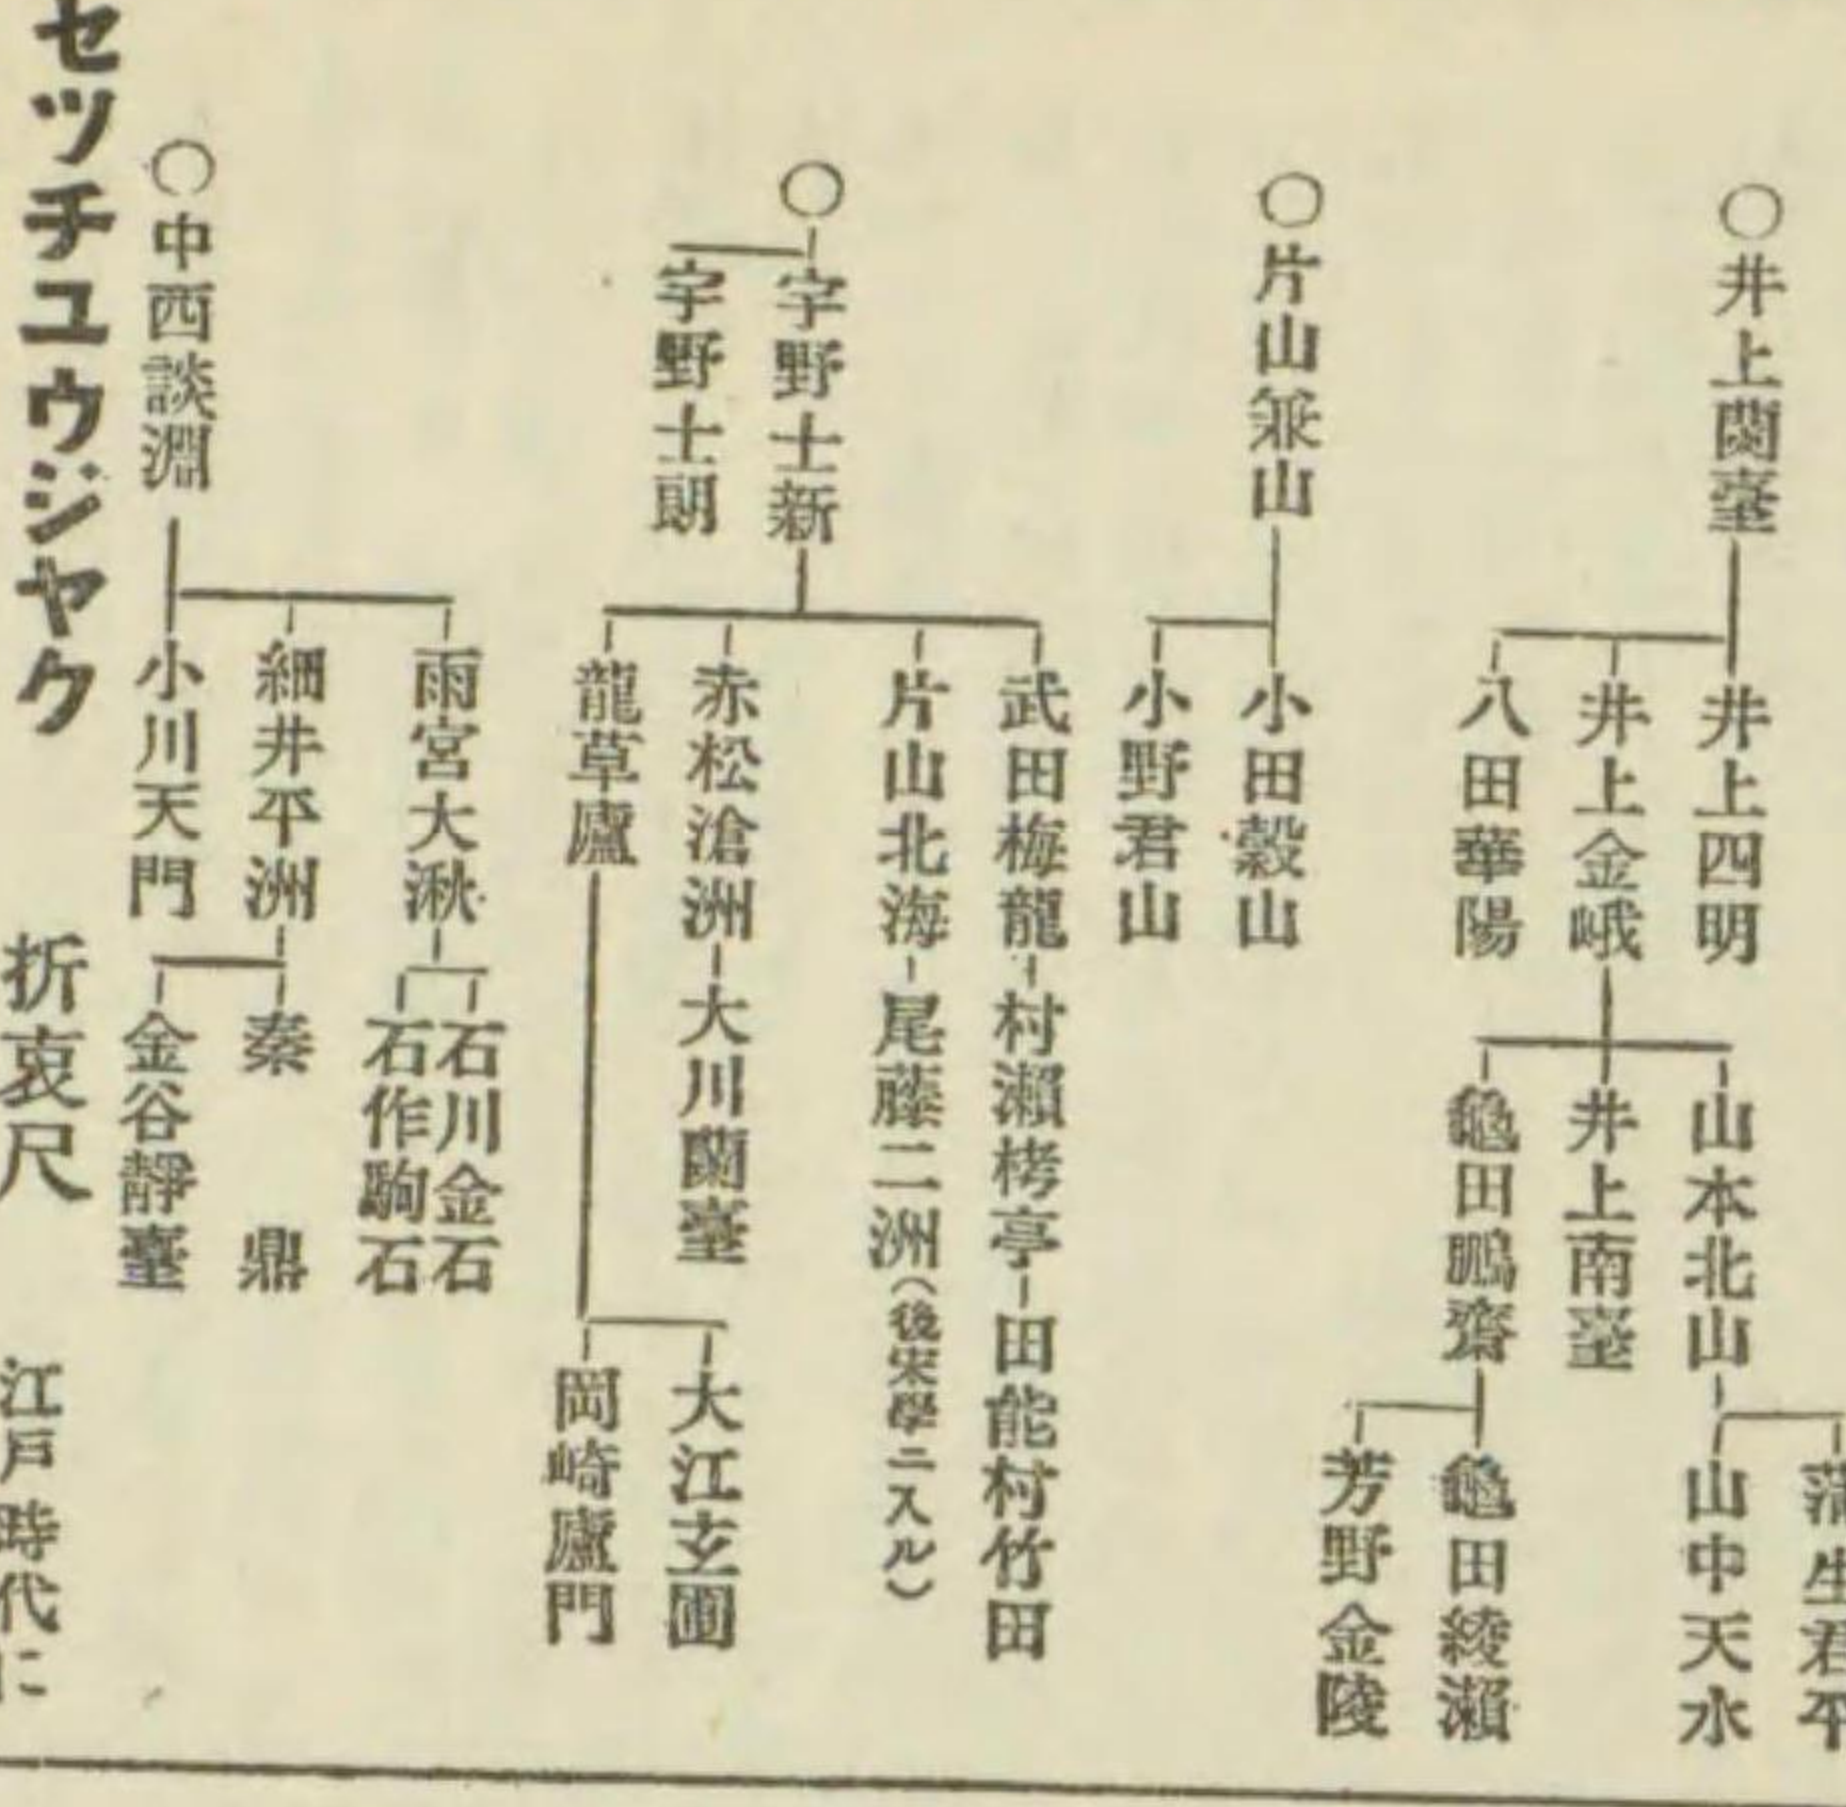 ○井上蘭臺
井上四明
井上金峨
八田華陽
山本北山
井上南臺
龜田鵬齋
蒲生君平
山中天水
龜田綾瀬
芳野金陵
○片山兼山
小田穀山
小野君山
○宇野士新
宇野士朗
武田梅龍-村瀬栲亭-田能村竹田
片山北海-尾藤二洲(後宋學ニ入ル)
赤松滄洲-大川蘭臺
龍草廬
大江玄圃
岡崎廬門
○中西談淵
雨宮大湫
細井平洲
小川天門
石川金石
石作駒石
秦鼎
金谷靜臺
セツチユウジヤク 折衷尺 江戸時代に